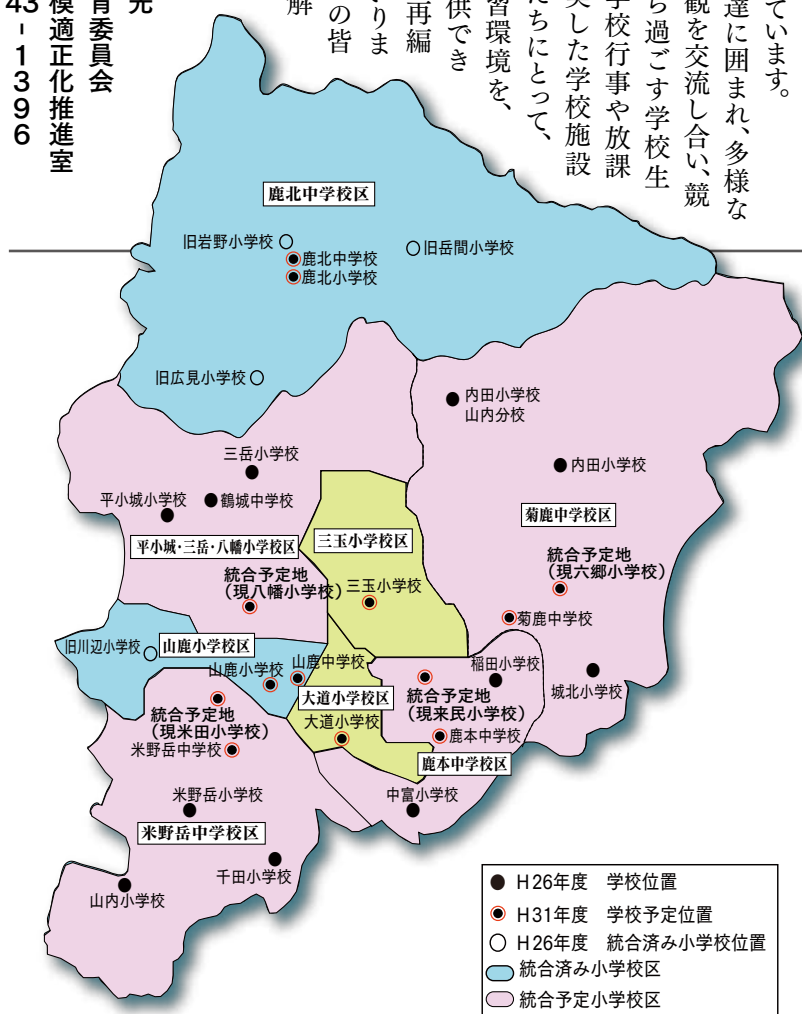 ています。
達に囲まれ、多様な
観を交流し合い、競
ち過ごす学校生
学校行事や放課
実した学校施設
たちにとって、
習環境を、
供でき
再編
りま
の皆
解
元
育委員会
模適正化推進室
43-1396
鹿北中学校区
旧岩野小学校
旧岳間小学校
鹿北中学校
鹿北小学校
旧広見小学校
内田小学校
山内分校
三岳小学校
内田小学校
平小城小学校
鶴城中学校
菊鹿中学校区
平小城・三岳・八幡小学校区
三玉小学校区
統合予定地
(現六郷小学校)
統合予定地
(現八幡小学校)
三玉小学校
菊鹿中学校
旧川辺小学校
山鹿小学校区
山鹿小学校
山鹿中学校
稲田小学校
城北小学校
大道小学校区
統合予定地
(現来民小学校)
統合予定地
(現米田小学校)
大道小学校
鹿本中学校
米野岳中学校
鹿本中学校区
米野岳小学校
中富小学校
米野岳中学校区
千田小学校
山内小学校
H26年度 学校位置
H31年度 学校予定位置
H26年度 統合済み小学校位置
統合済み小学校区
統合予定小学校区